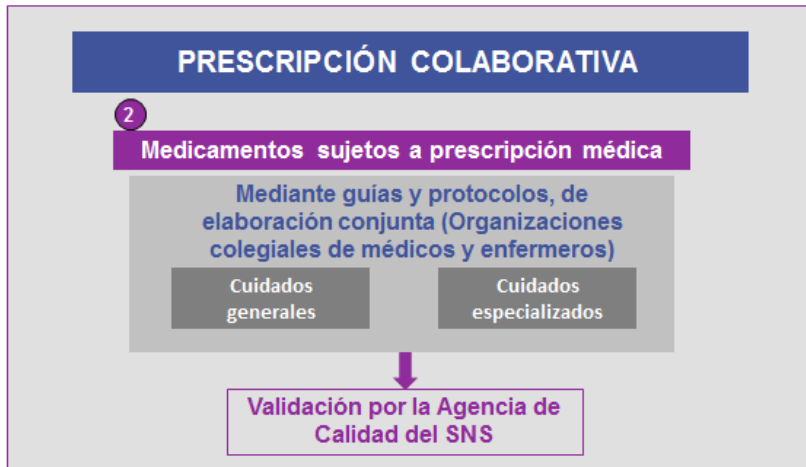 PRESCRIPCIÓN COLABORATIVA
2
Medicamentos sujetos a prescripción médica
Mediante guías y protocolos, de
elaboración conjunta (Organizaciones
colegiales de médicos y enfermeros)
Cuidados
generales
Cuidados
especializados
Validación por la Agencia de
Calidad del SNS